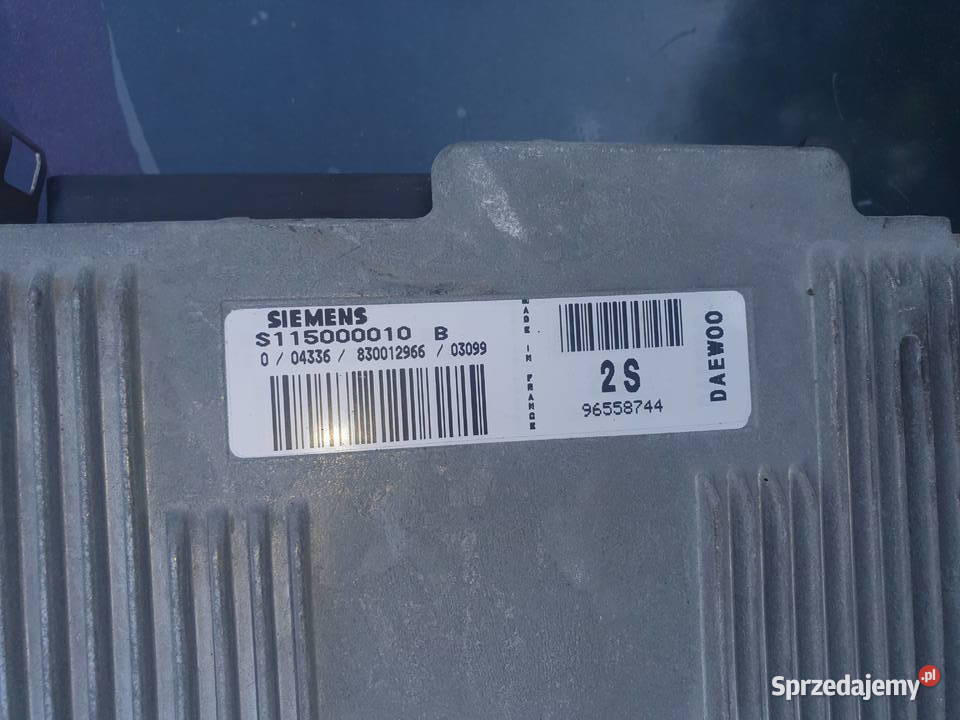 SIEMENS
S115000010 B
0 / 04336 / 830012966 / 03099
MADE IN FRANCE
2S
96558744
DAEWOO
Sprzedajemy.pl